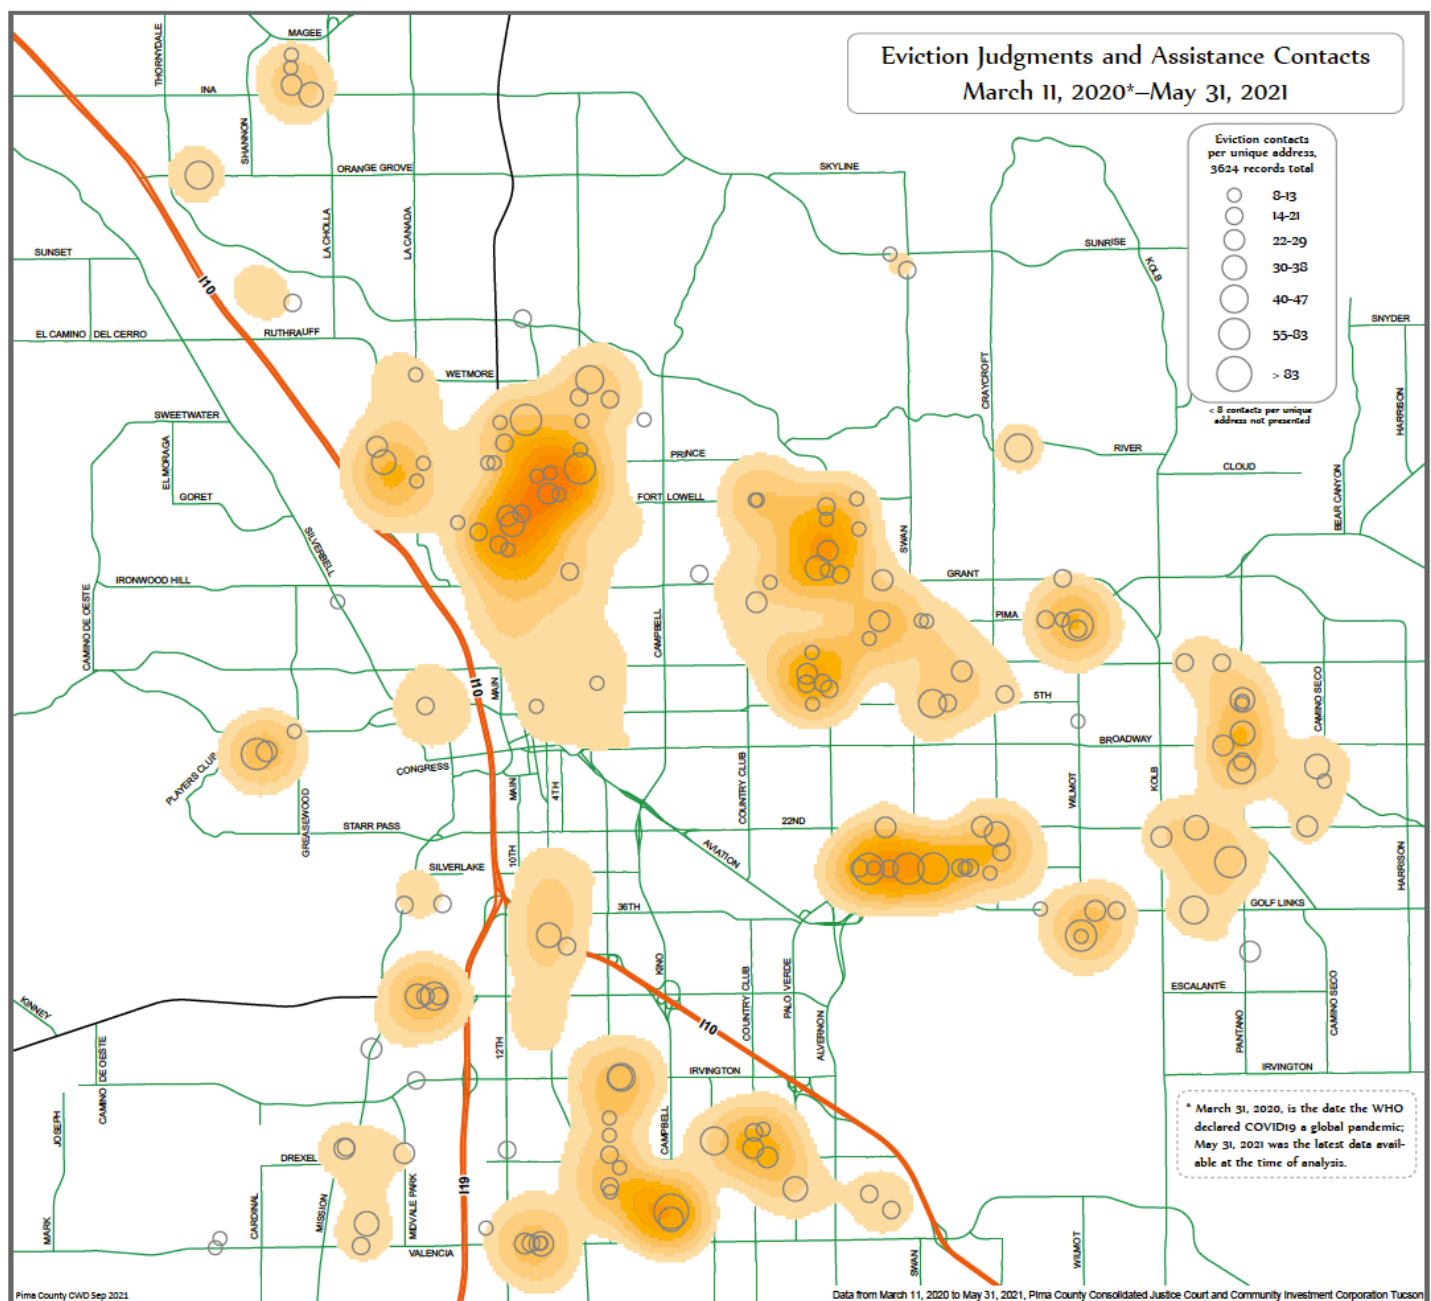 Eviction Judgments and Assistance Contacts
March 11, 2020*–May 31, 2021
Eviction contacts
per unique address,
3624 records total
8-13
14-21
22-29
30-38
40-47
55-83
> 83
< 8 contacts per unique
address not presented
MAGEE
THORNYDALE
INA
SHANNON
ORANGE GROVE
SKYLINE
LA CHOLLA
LA CANADA
SUNSET
SUNRISE
KOLB
I10
EL CAMINO
DEL CERRO
RUTHRAUFF
SNYDER
WETMORE
CRAYCROFT
HARRISON
SWEETWATER
EL MORAGA
PRINCE
RIVER
CLOUD
GORET
FORT LOWELL
BEAR CANYON
SILVERBELL
SWAN
IRONWOOD HILL
GRANT
CAMINO DE OESTE
PIMA
CAMPBELL
I10
MAIN
5TH
CAMINO SECO
PLAYERS CLUB
BROADWAY
CONGRESS
MAIN
4TH
COUNTRY CLUB
WILMOT
KOLB
GREASEWOOD
STARR PASS
22ND
10TH
AVIATION
SILVERLAKE
HARRISON
36TH
GOLF LINKS
KINO
COUNTRY CLUB
PALO VERDE
ESCALANTE
KINNEY
I10
ALVERNON
PANTANO
CAMINO SECO
12TH
CAMINO DE OESTE
IRVINGTON
IRVINGTON
JOSEPH
CAMPBELL
DREXEL
I19
MARK
CARDINAL
MISSION
MIDVALE PARK
VALENCIA
SWAN
WILMOT
* March 31, 2020, is the date the WHO
declared COVID19 a global pandemic;
May 31, 2021 was the latest data avail-
able at the time of analysis.
Pima County CWD Sep 2021
Data from March 11, 2020 to May 31, 2021, Pima County Consolidated Justice Court and Community Investment Corporation Tucson